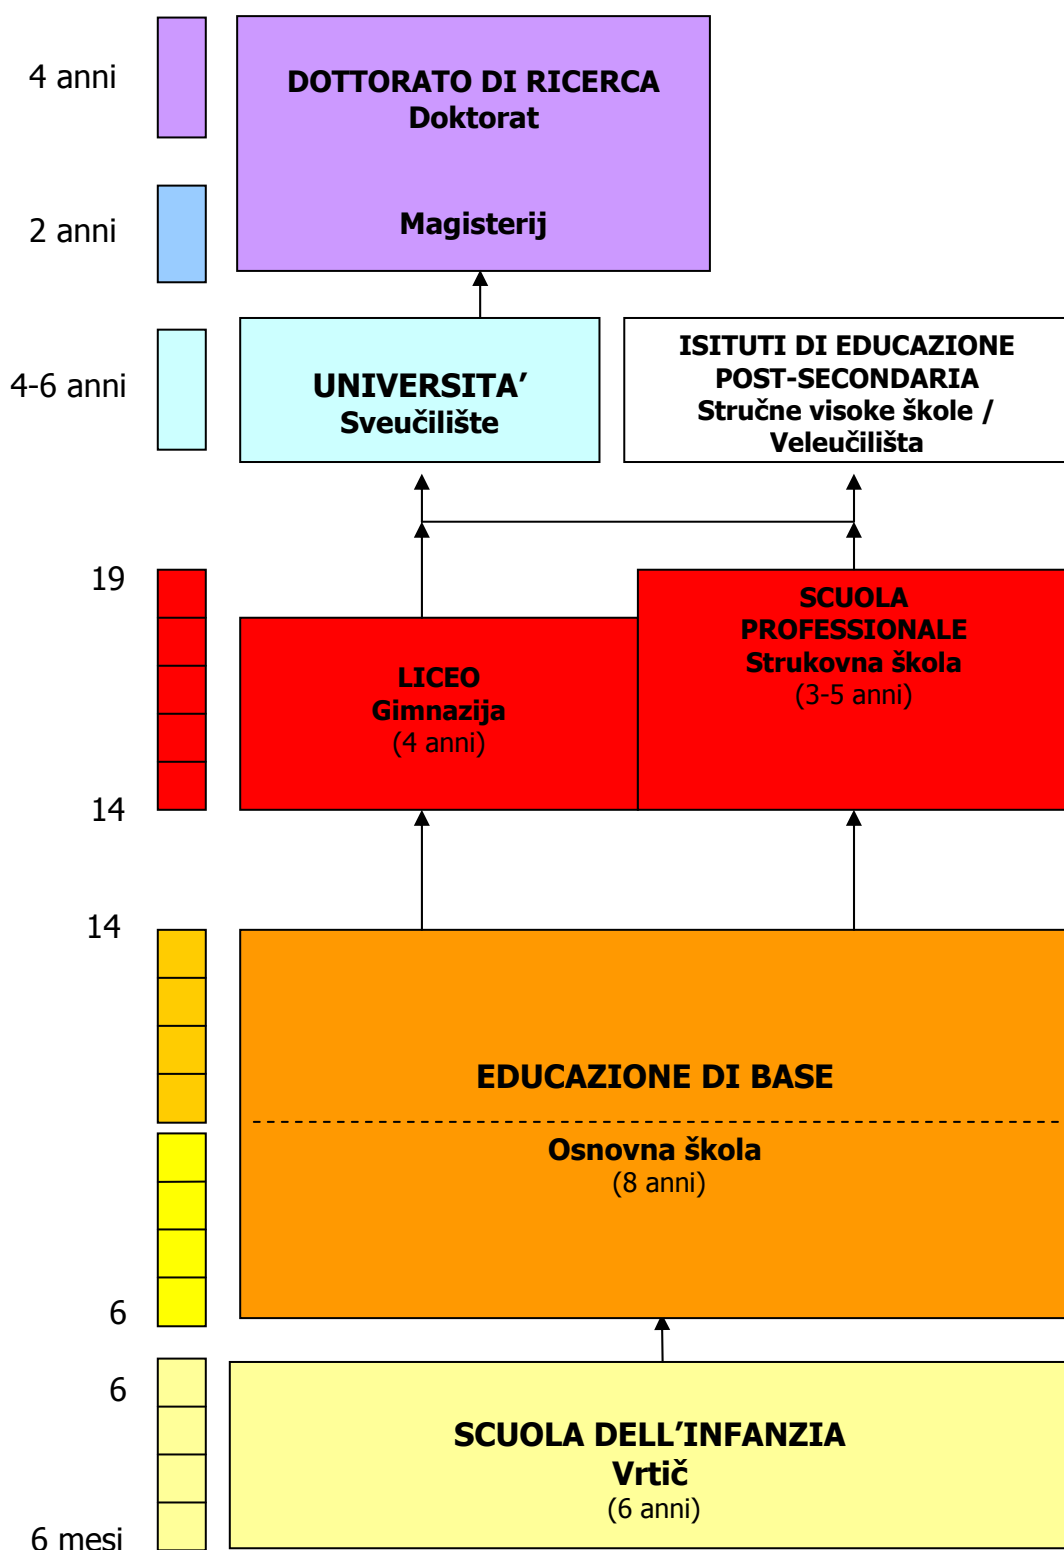 4 anni
DOTTORATO DI RICERCA
Doktorat
2 anni
Magisterij
4-6 anni
UNIVERSITA’
Sveučilište
ISITUTI DI EDUCAZIONE
POST-SECONDARIA
Stručne visoke škole /
Veleučilišta
19
LICEO
Gimnazija
(4 anni)
SCUOLA
PROFESSIONALE
Strukovna škola
(3-5 anni)
14
14
EDUCAZIONE DI BASE
Osnovna škola
(8 anni)
6
6
SCUOLA DELL’INFANZIA
Vrtič
(6 anni)
6 mesi